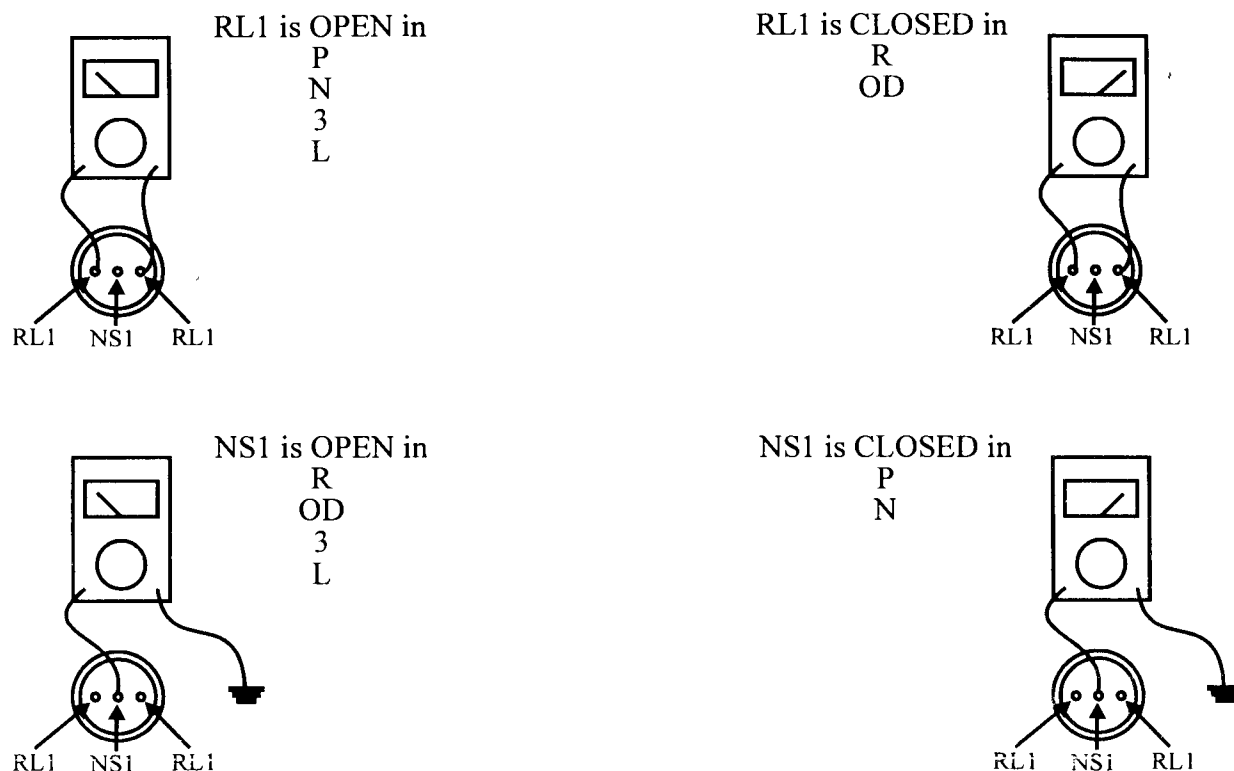 RL1 is OPEN in
P
N
3
L
RL1 NS1 RL1
RL1 is CLOSED in
R
OD
RL1 NS1 RL1
NS1 is OPEN in
R
OD
3
L
RL1 NS1 RL1
NS1 is CLOSED in
P
N
RL1 NS1 RL1